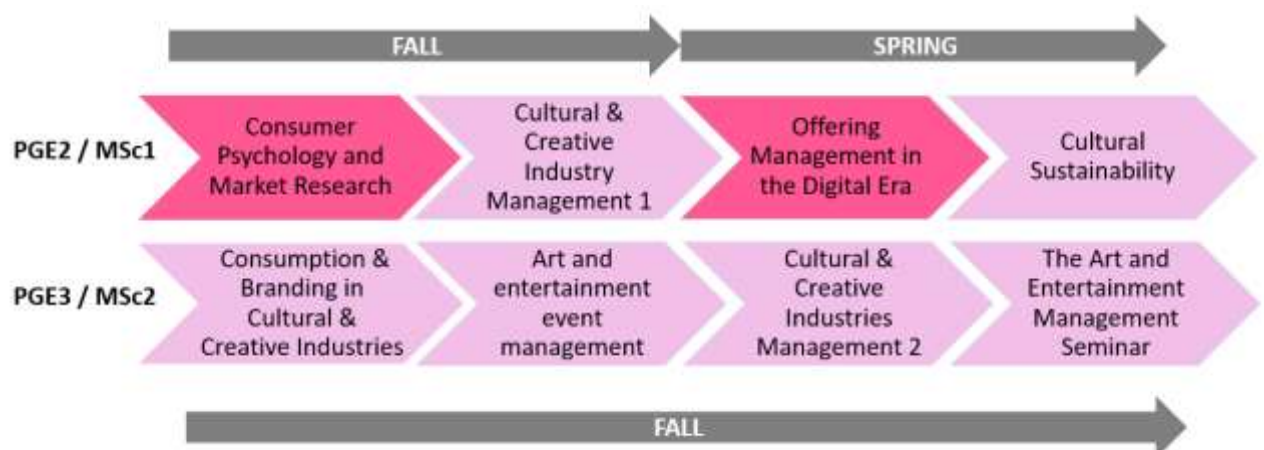 FALL
SPRING
PGE2 / MSc1
Consumer
Psychology and
Market Research
Cultural &
Creative
Industry
Management 1
Offering
Management in
the Digital Era
Cultural
Sustainability
PGE3 / MSc2
Consumption &
Branding in
Cultural &
Creative Industries
Art and
entertainment
event
management
Cultural &
Creative
Industries
Management 2
The Art and
Entertainment
Management
Seminar
FALL